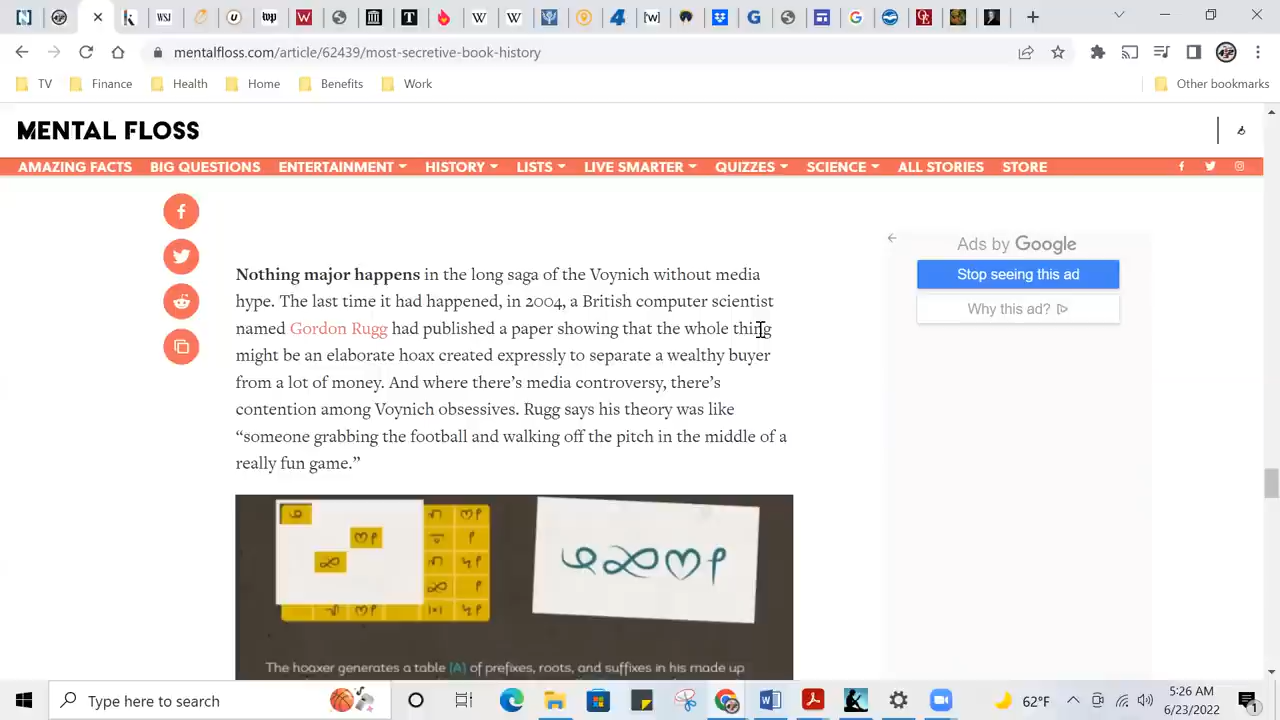 mentalfloss.com/article/62439/most-secretive-book-history
TV Finance Health Home Benefits Work Other bookmarks
MENTAL FLOSS
AMAZING FACTS BIG QUESTIONS ENTERTAINMENT HISTORY LISTS LIVE SMARTER QUIZZES SCIENCE ALL STORIES STORE
Nothing major happens in the long saga of the Voynich without media
hype. The last time it had happened, in 2004, a British computer scientist
named Gordon Rugg had published a paper showing that the whole thing
might be an elaborate hoax created expressly to separate a wealthy buyer
from a lot of money. And where there’s media controversy, there’s
contention among Voynich obsessives. Rugg says his theory was like
“someone grabbing the football and walking off the pitch in the middle of a
really fun game.”
Ads by Google
Stop seeing this ad
Why this ad?
The hoaxer generates a table (A) of prefixes, roots, and suffixes in his made up
Type here to search
62°F
5:26 AM
6/23/2022